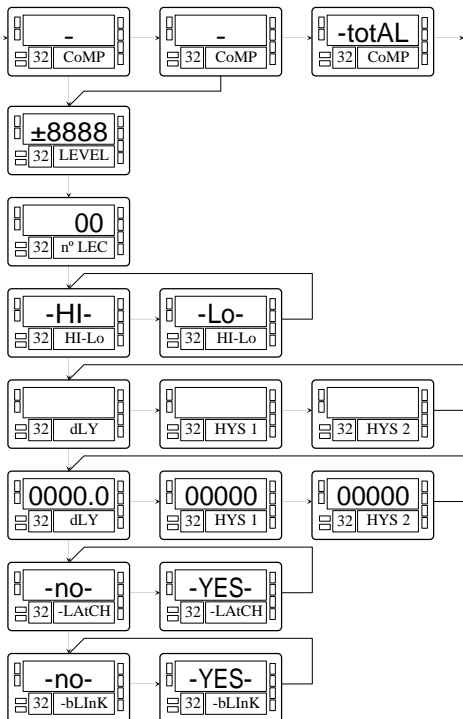 -
32 CoMP
-
32 CoMP
-totAL
32 CoMP
±8888
32 LEVEL
00
32 nº LEC
-HI-
32 HI-Lo
-Lo-
32 HI-Lo
32 dLY
32 HYS 1
32 HYS 2
0000.0
32 dLY
00000
32 HYS 1
00000
32 HYS 2
-no-
32 -LAtCH
-YES-
32 -LAtCH
-no-
32 -bLInK
-YES-
32 -bLInK